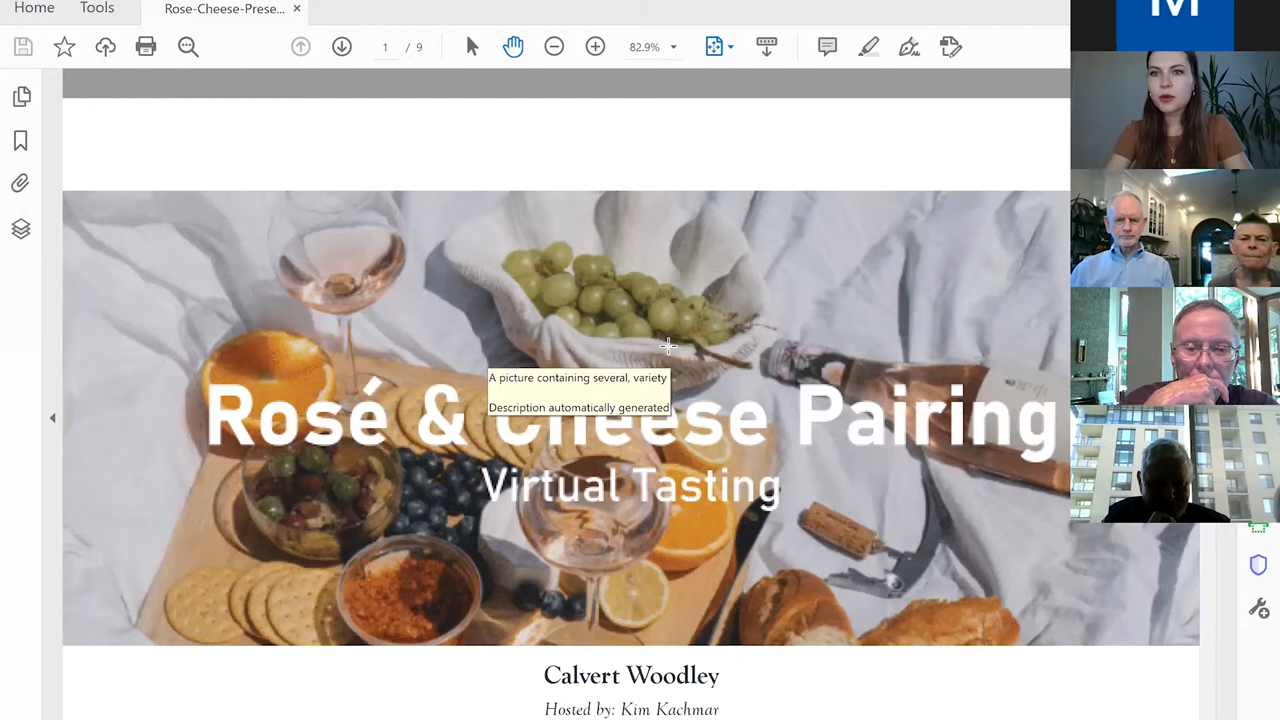 Home
Tools
Rose-Cheese-Prese...
M
1 / 9
82.9%
A picture containing several, variety
Description automatically generated
Rosé & Cheese Pairing
Virtual Tasting
Calvert Woodley
Hosted by: Kim Kachmar